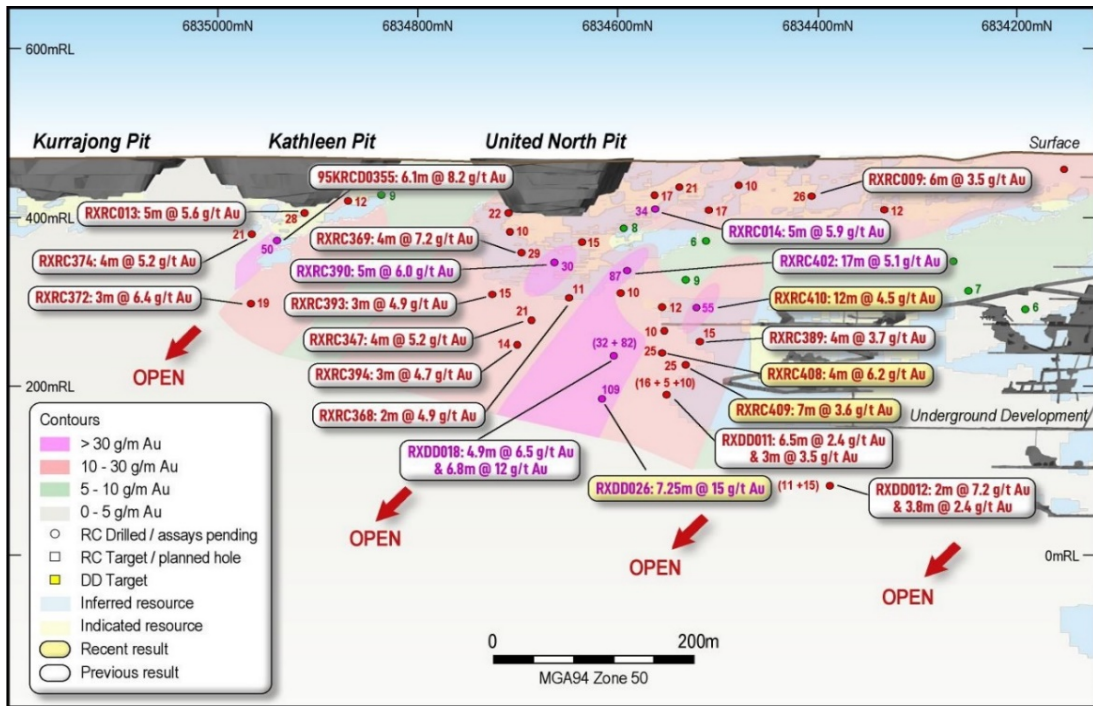 6835000mN
6834800mN
6834600mN
6834400mN
6834200mN
600mRL
600mRL
Kurrajong Pit
Kathleen Pit
United North Pit
Surface
95KRCD0355: 6.1m @ 8.2 g/t Au
RXRC009: 6m @ 3.5 g/t Au
RXRC013: 5m @ 5.6 g/t Au
400mRL
400mRL
28
12
9
22
10
29
15
30
17
21
10
34
17
8
6
26
12
RXRC369: 4m @ 7.2 g/t Au
RXRC014: 5m @ 5.9 g/t Au
21
50
RXRC374: 4m @ 5.2 g/t Au
RXRC390: 5m @ 6.0 g/t Au
87
9
RXRC402: 17m @ 5.1 g/t Au
RXRC372: 3m @ 6.4 g/t Au
19
RXRC393: 3m @ 4.9 g/t Au
15
11
10
12
55
RXRC410: 12m @ 4.5 g/t Au
7
6
RXRC347: 4m @ 5.2 g/t Au
21
10
15
RXRC389: 4m @ 3.7 g/t Au
OPEN
RXRC394: 3m @ 4.7 g/t Au
14
(32 + 82)
25
RXRC408: 4m @ 6.2 g/t Au
200mRL
25
RXRC368: 2m @ 4.9 g/t Au
109
(16 + 5 +10)
RXRC409: 7m @ 3.6 g/t Au
Underground Development
RXDD018: 4.9m @ 6.5 g/t Au
& 6.8m @ 12 g/t Au
RXDD011: 6.5m @ 2.4 g/t Au
& 3m @ 3.5 g/t Au
RXDD026: 7.25m @ 15 g/t Au
(11 +15)
RXDD012: 2m @ 7.2 g/t Au
& 3.8m @ 2.4 g/t Au
OPEN
OPEN
OPEN
0mRL
Contours
> 30 g/m Au
10 - 30 g/m Au
5 - 10 g/m Au
0 - 5 g/m Au
RC Drilled / assays pending
RC Target / planned hole
DD Target
Inferred resource
Indicated resource
Recent result
Previous result
0
200m
MGA94 Zone 50